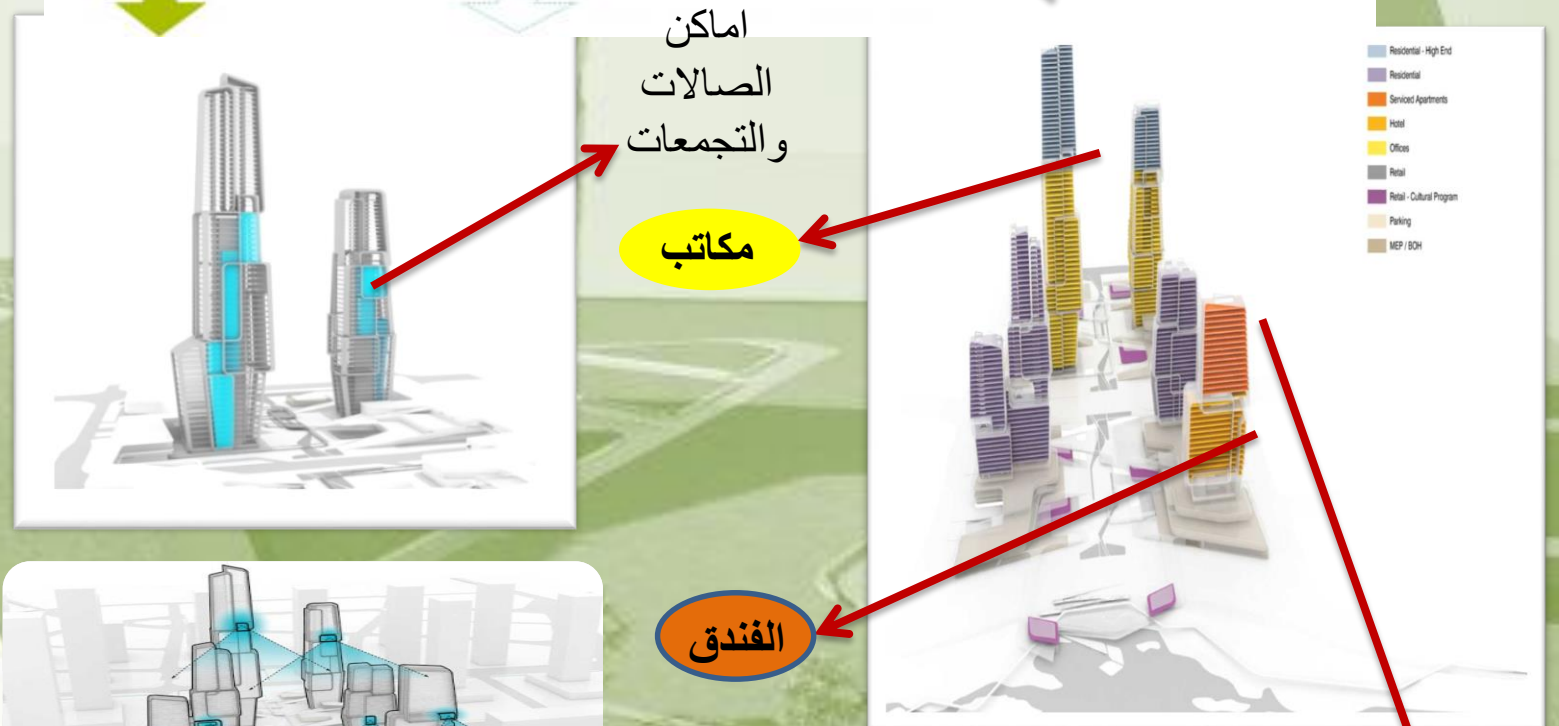 اماكن
الصالات
والتجمعات
مكاتب
الفندق
Residential - High End
Residential
Serviced Apartments
Hotel
Offices
Retail
Retail - Cultural Program
Parking
MEP / BOH